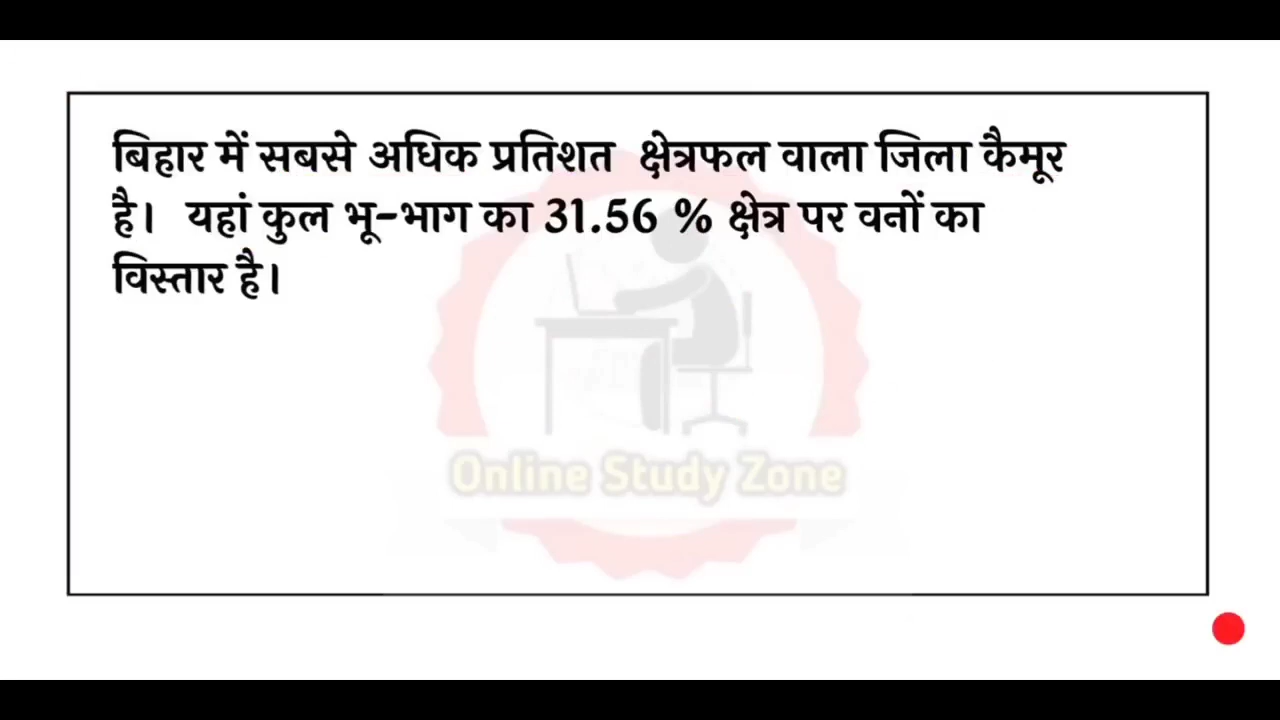 बिहार में सबसे अधिक प्रतिशत क्षेत्रफल वाला जिला कैमूर
है। यहां कुल भू-भाग का 31.56 % क्षेत्र पर वनों का
विस्तार है।
Online Study Zone